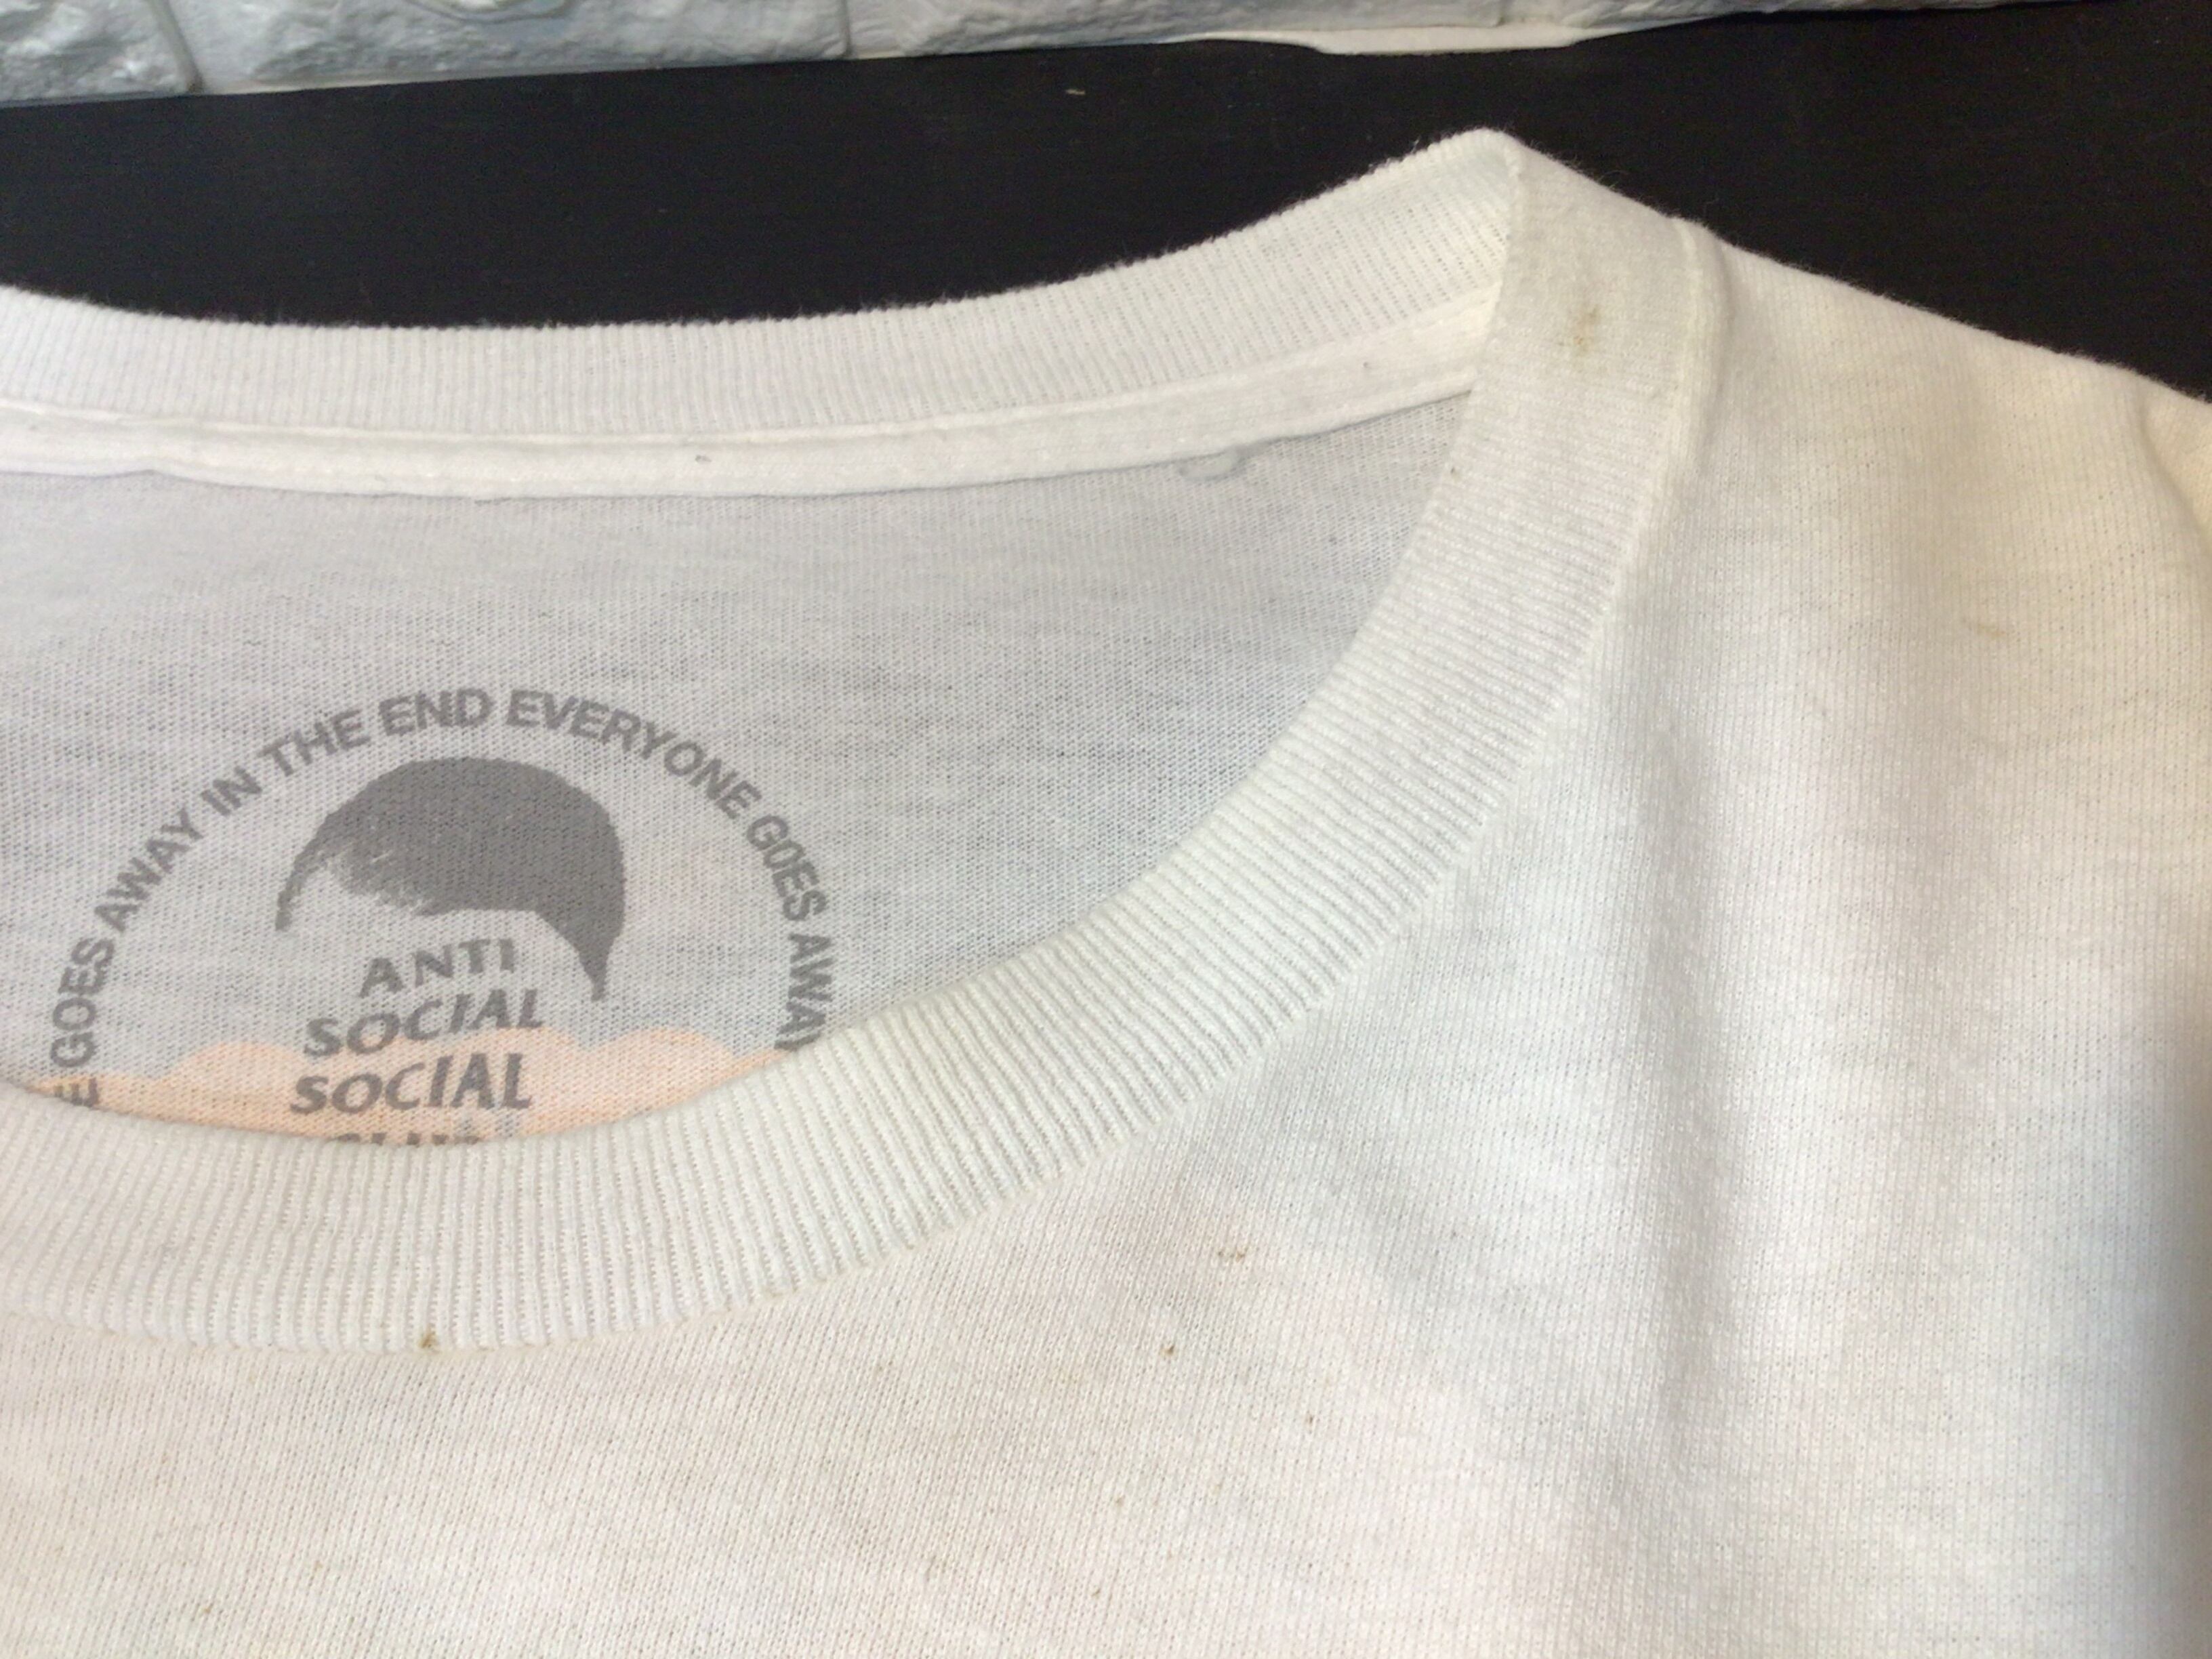 E GOES AWAY IN THE END EVERYONE GOES AWAY
ANTI
SOCIAL
SOCIAL